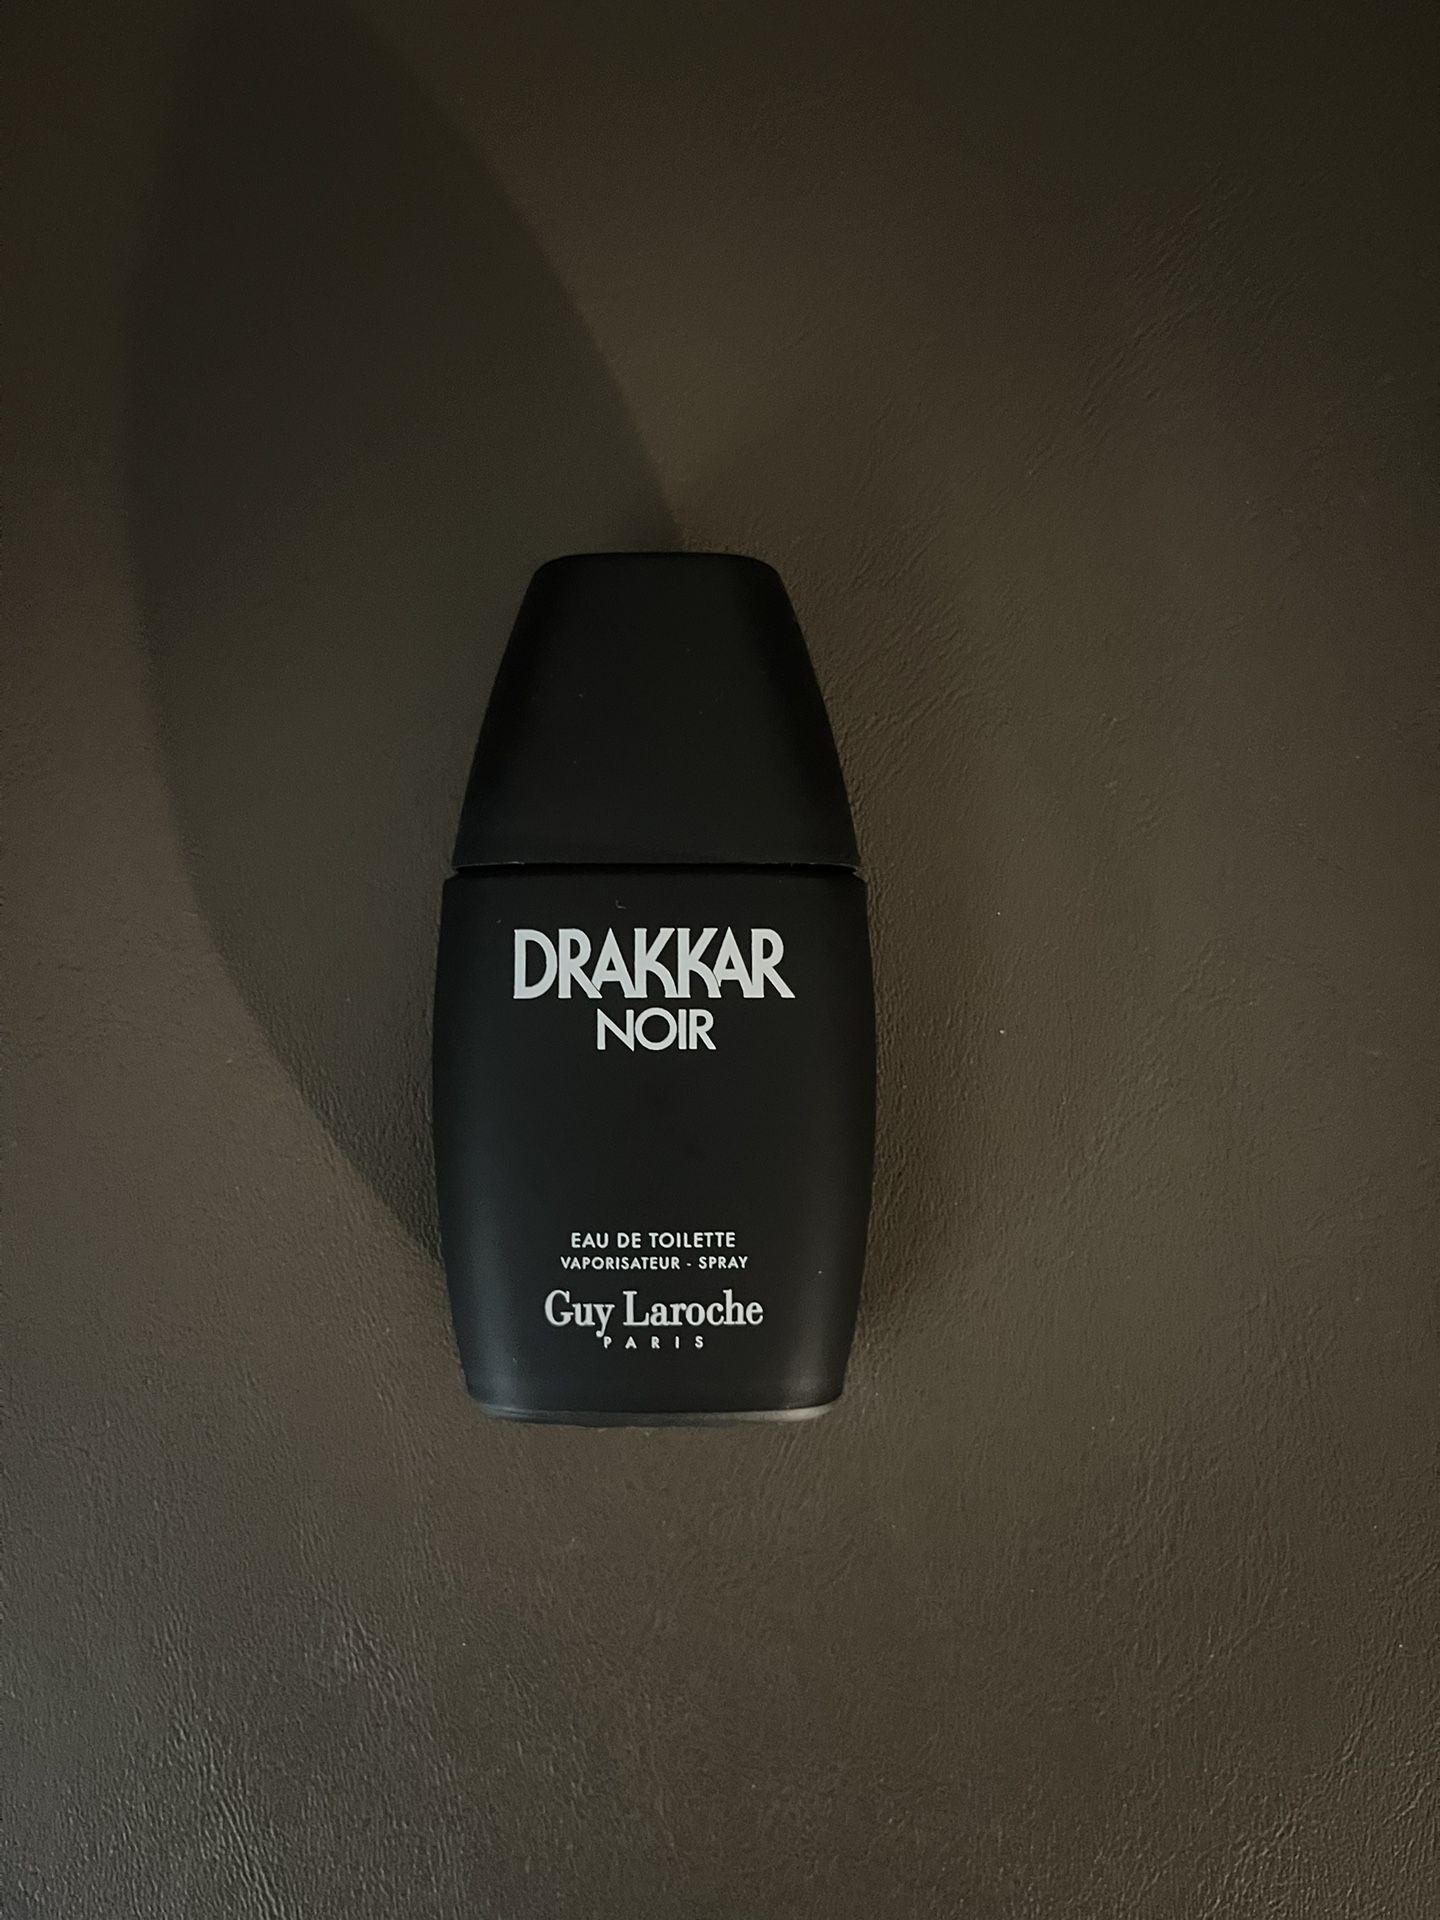 DRAKKAR
NOIR
EAU DE TOILETTE
VAPORISATEUR - SPRAY
Guy Laroche
PARIS